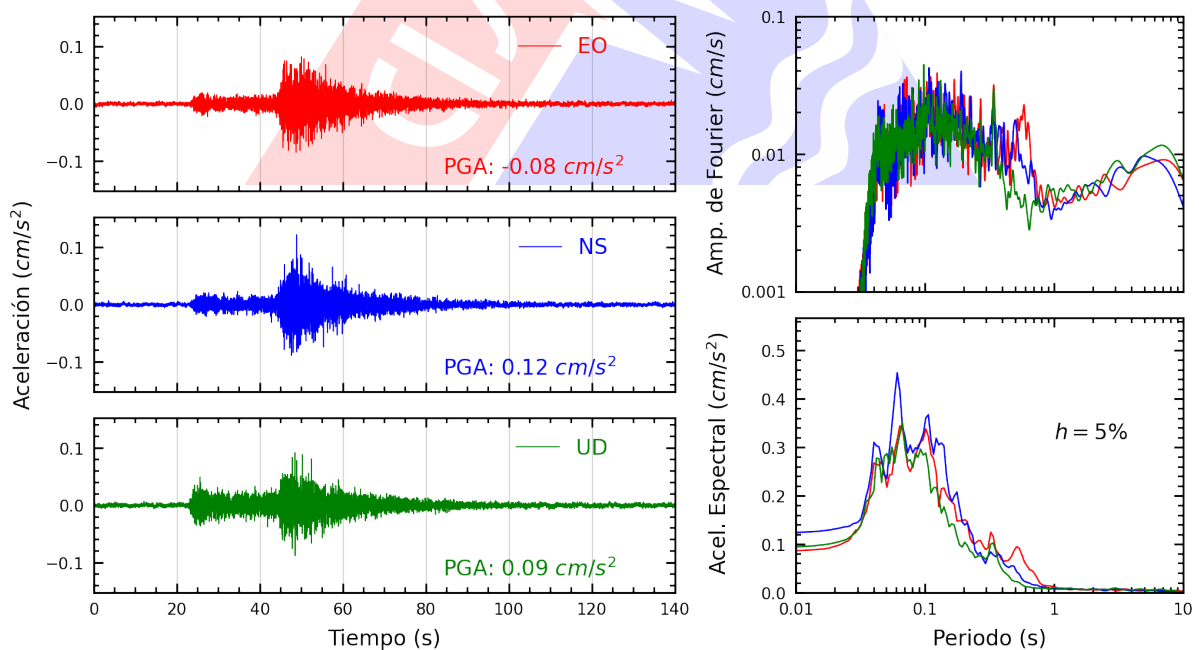 Aceleración (cm/s²)
0.1
0.0
−0.1
EO
PGA: -0.08 cm/s²
0.1
0.0
−0.1
NS
PGA: 0.12 cm/s²
0.1
0.0
−0.1
UD
PGA: 0.09 cm/s²
0 20 40 60 80 100 120 140
Tiempo (s)
Amp. de Fourier (cm/s)
0.1
0.01
0.001
Acel. Espectral (cm/s²)
0.5
0.4
0.3
0.2
0.1
0.0
h = 5%
0.01 0.1 1 10
Periodo (s)